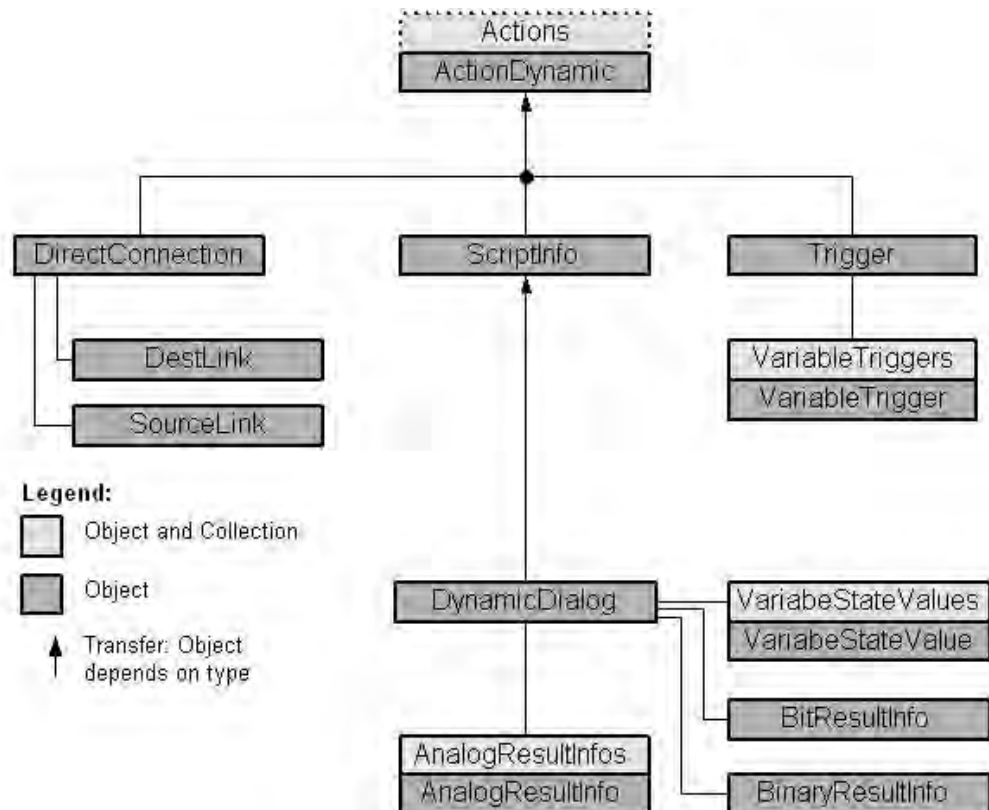 Actions
ActionDynamic
DirectConnection
ScriptInfo
Trigger
DestLink
SourceLink
VariableTriggers
VariableTrigger
Legend:
Object and Collection
Object
Transfer: Object
depends on type
DynamicDialog
VariabeStateValues
VariabeStateValue
BitResultInfo
AnalogResultInfos
AnalogResultInfo
BinaryResultInfo